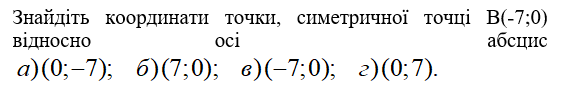 Знайдіть координати точки, симетричної точці В(-7;0)
відносно осі абсцис
а)(0;−7); б)(7;0); в)(−7;0); г)(0;7).